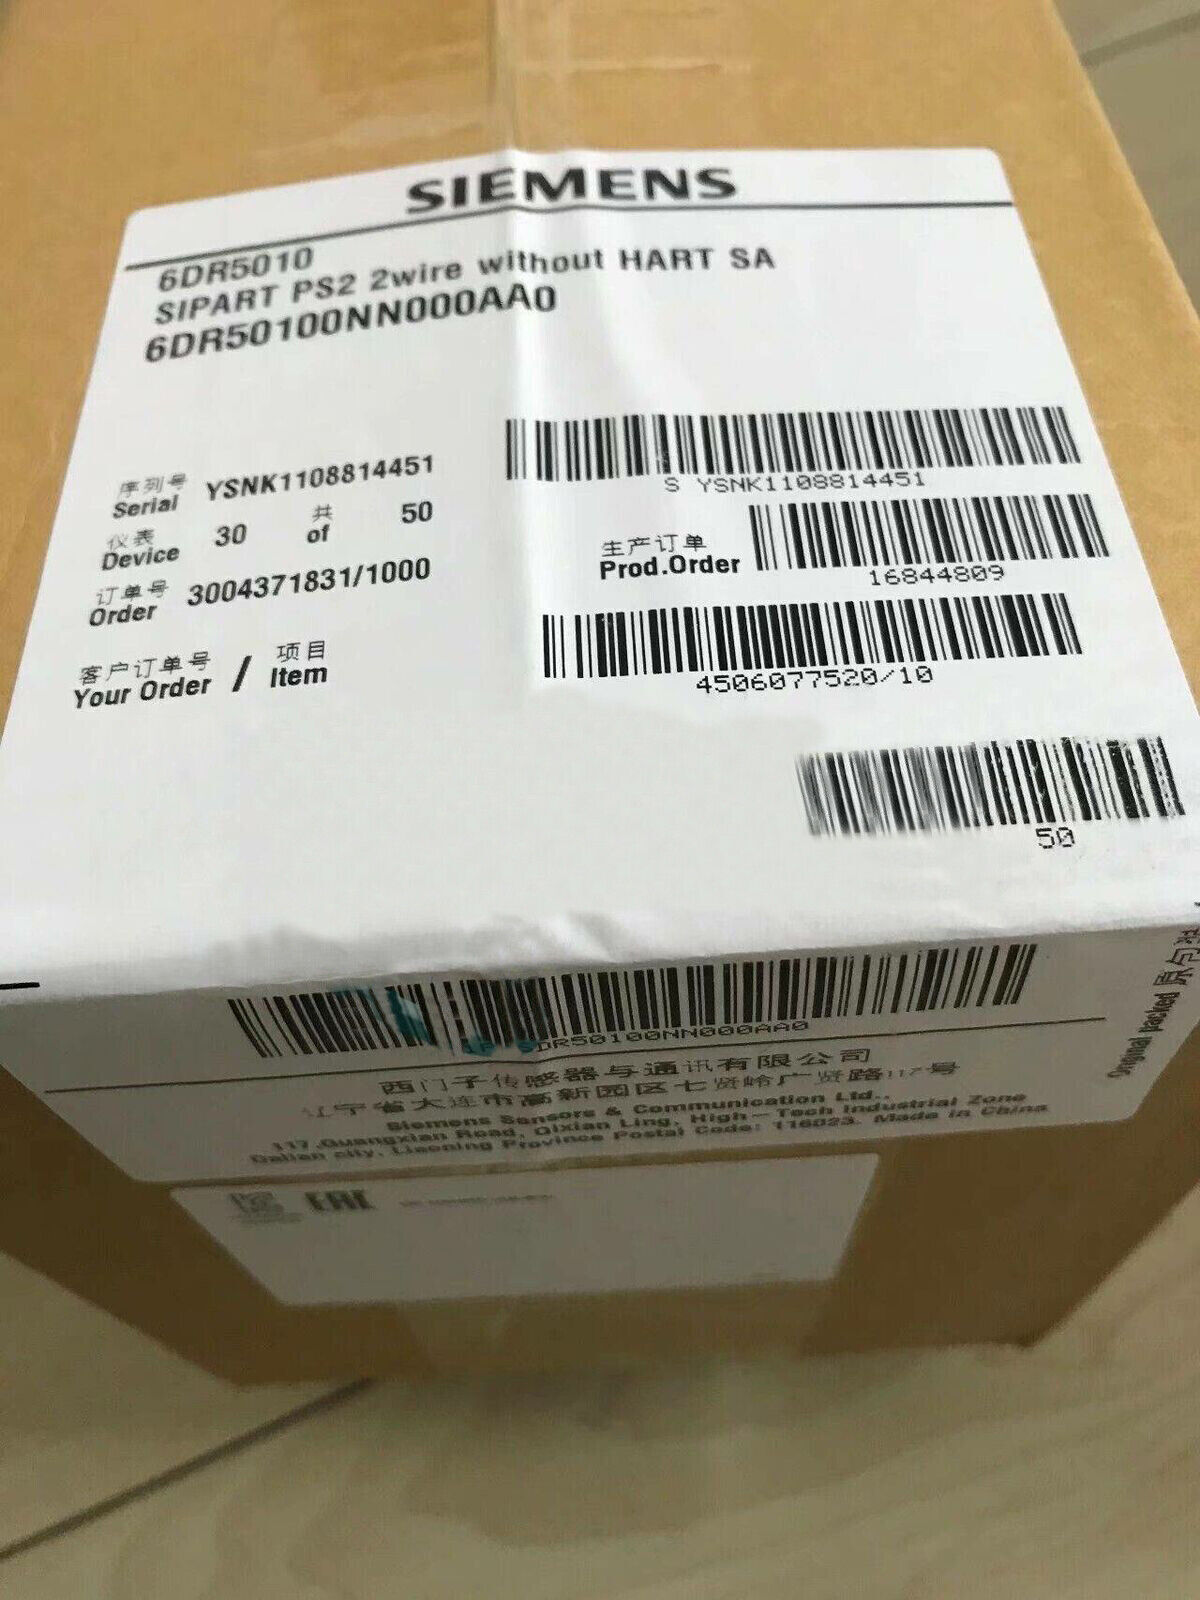 SIEMENS
6DR5010
SIPART PS2 2wire without HART SA
6DR50100NN000AA0
序列号
Serial YSNK1108814451
S YSNK1108814451
仪表 共
Device 30 of 50
生产订单
Prod.Order
16844809
订单号
Order 3004371831/1000
客户订单号 / 项目
Your Order Item
4506077520/10
50
DR50100NN000AA0
西门子传感器与通讯有限公司
辽宁省大连市高新园区七贤岭广贤路117号
Siemens Sensors & Communication Ltd.,
117,Guangxian Road, Qixian Ling, High-Tech Industrial Zone
Dalian city, Liaoning Province Postal Code: 116023. Made in China
Original packed 原包装
EAC